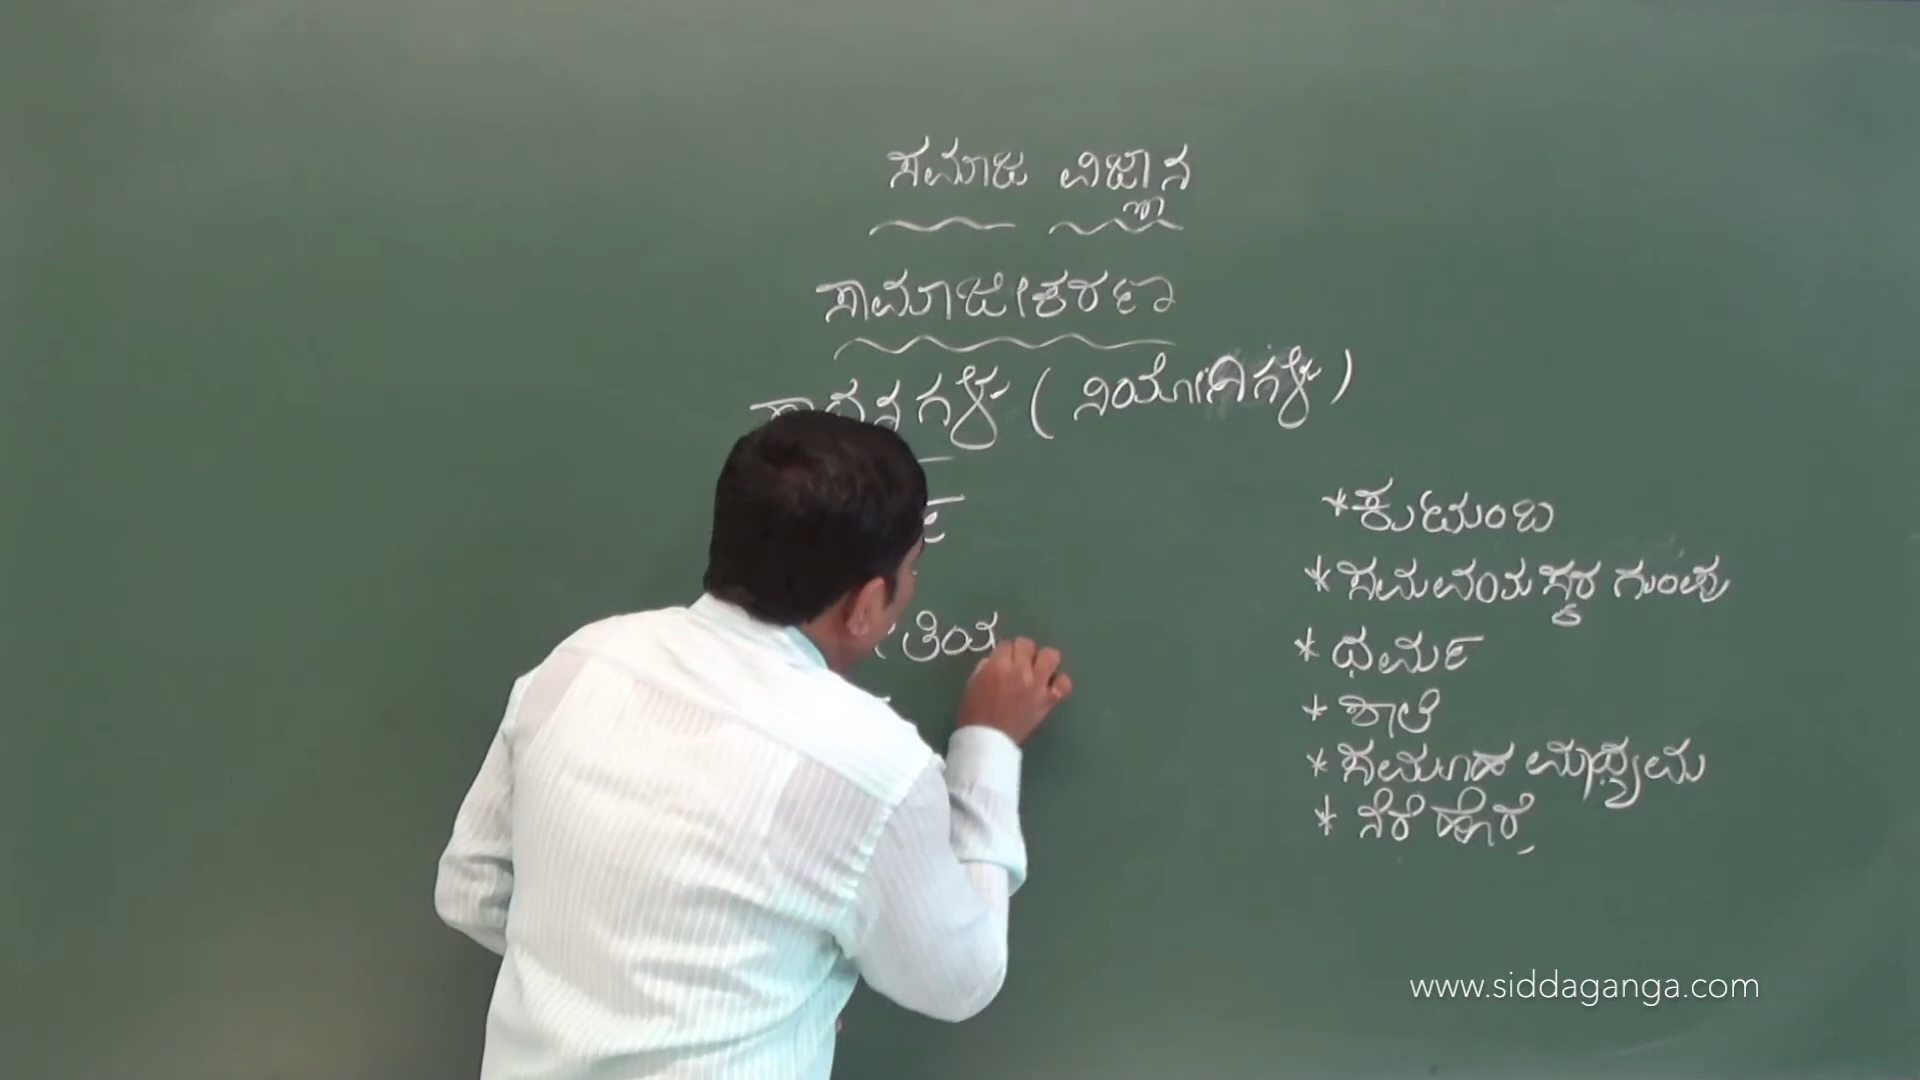 ಸಮಾಜ ವಿಜ್ಞಾನ
ಸಾಮಾಜೀಕರಣ
ಸಾಧನಗಳು ( ನಿಯೋಗಿಗಳು )
* ಕುಟುಂಬ
* ಸಮವಯಸ್ಕರ ಗುಂಪು
* ಧರ್ಮ
* ಶಾಲೆ
* ಸಮೂಹ ಮಾಧ್ಯಮ
* ನೆರೆಹೊರೆ
www.siddaganga.com